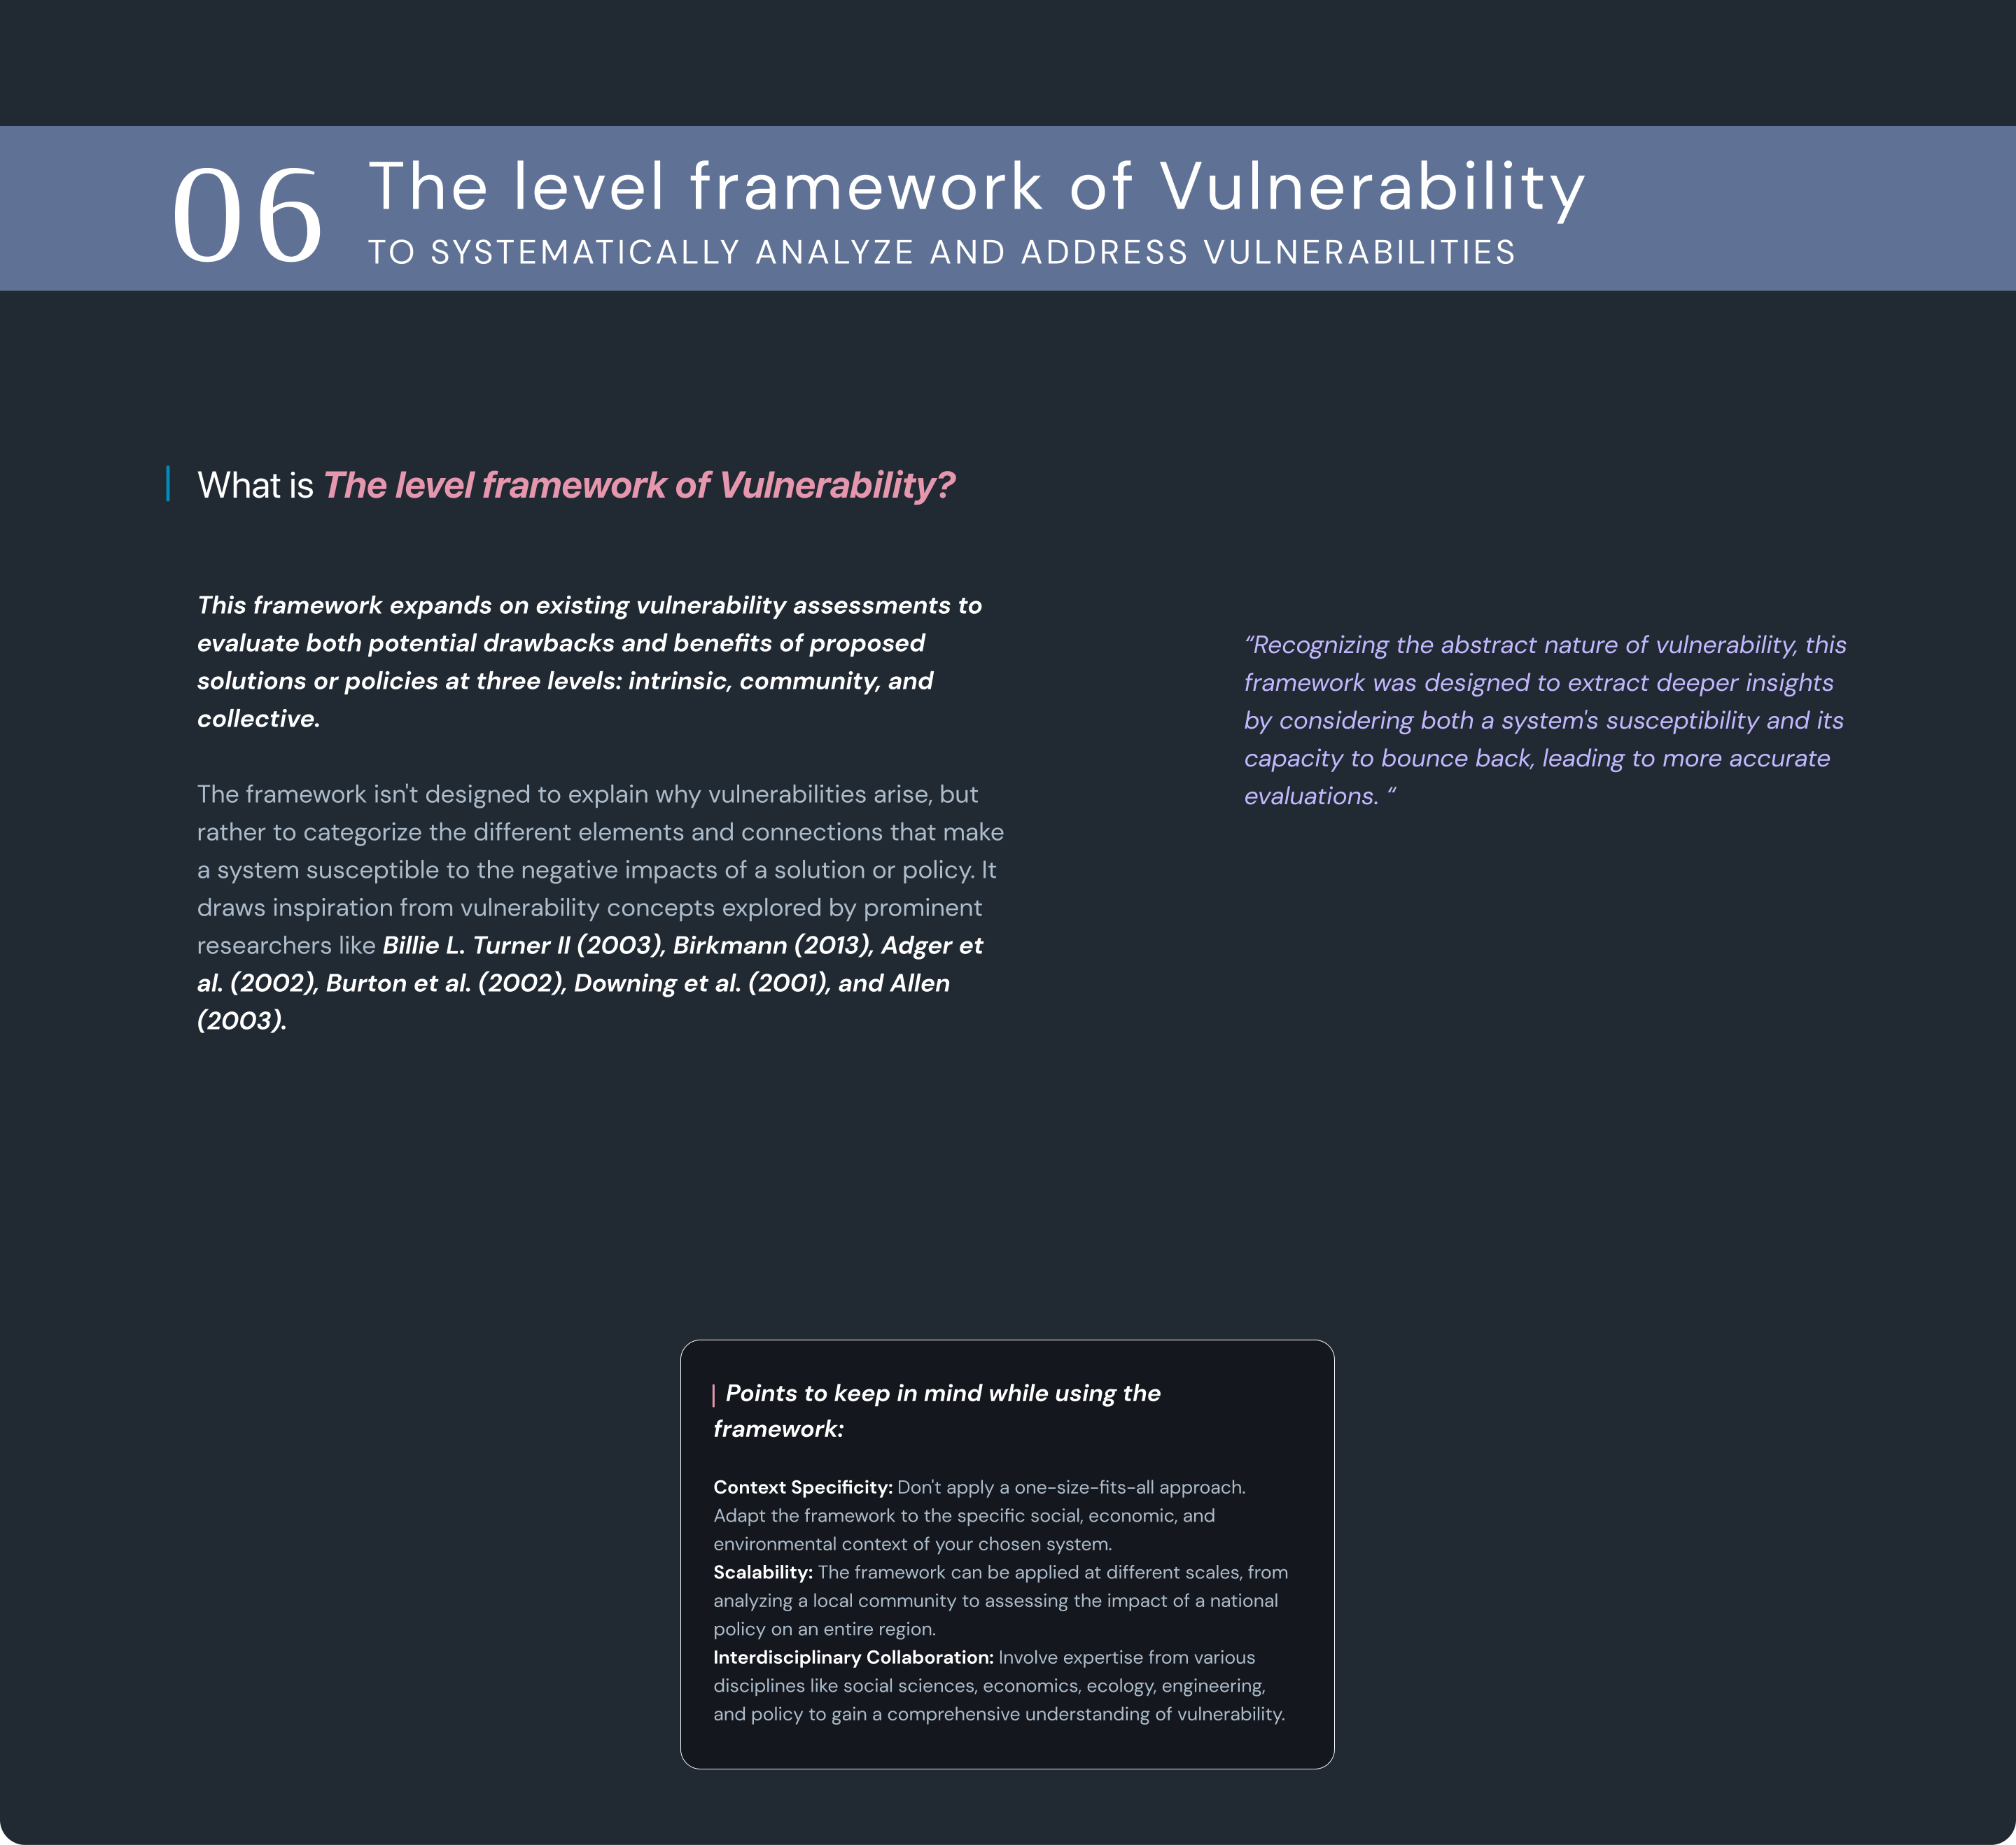 06
The level framework of Vulnerability
TO SYSTEMATICALLY ANALYZE AND ADDRESS VULNERABILITIES
What is The level framework of Vulnerability?
This framework expands on existing vulnerability assessments to
evaluate both potential drawbacks and benefits of proposed
solutions or policies at three levels: intrinsic, community, and
collective.
The framework isn't designed to explain why vulnerabilities arise, but
rather to categorize the different elements and connections that make
a system susceptible to the negative impacts of a solution or policy. It
draws inspiration from vulnerability concepts explored by prominent
researchers like Billie L. Turner II (2003), Birkmann (2013), Adger et
al. (2002), Burton et al. (2002), Downing et al. (2001), and Allen
(2003).
“Recognizing the abstract nature of vulnerability, this
framework was designed to extract deeper insights
by considering both a system's susceptibility and its
capacity to bounce back, leading to more accurate
evaluations. “
Points to keep in mind while using the
framework:
Context Specificity: Don't apply a one-size-fits-all approach.
Adapt the framework to the specific social, economic, and
environmental context of your chosen system.
Scalability: The framework can be applied at different scales, from
analyzing a local community to assessing the impact of a national
policy on an entire region.
Interdisciplinary Collaboration: Involve expertise from various
disciplines like social sciences, economics, ecology, engineering,
and policy to gain a comprehensive understanding of vulnerability.